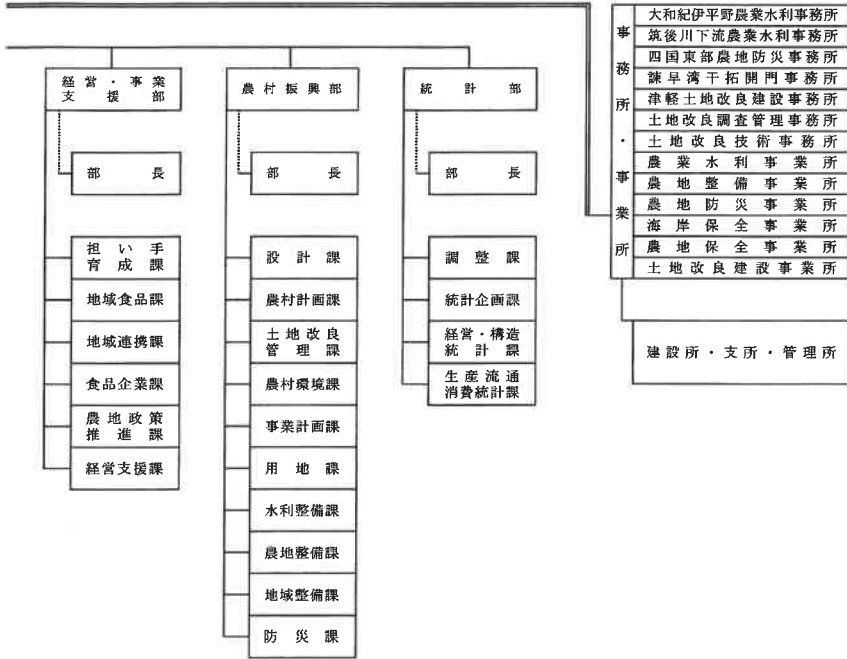 経営・事業
支援部
部長
担い手
育成課
地域食品課
地域連携課
食品企業課
農地政策
推進課
経営支援課
農村振興部
部長
設計課
農村計画課
土地改良
管理課
農村環境課
事業計画課
用地課
水利整備課
農地整備課
地域整備課
防災課
統計部
部長
調整課
統計企画課
経営・構造
統計課
生産流通
消費統計課
事務所・事業所
大和紀伊平野農業水利事務所
筑後川下流農業水利事務所
四国東部農地防災事務所
諫早湾干拓開門事務所
津軽土地改良建設事務所
土地改良調査管理事務所
土地改良技術事務所
農業水利事業所
農地整備事業所
農地防災事業所
海岸保全事業所
農地保全事業所
土地改良建設事業所
建設所・支所・管理所